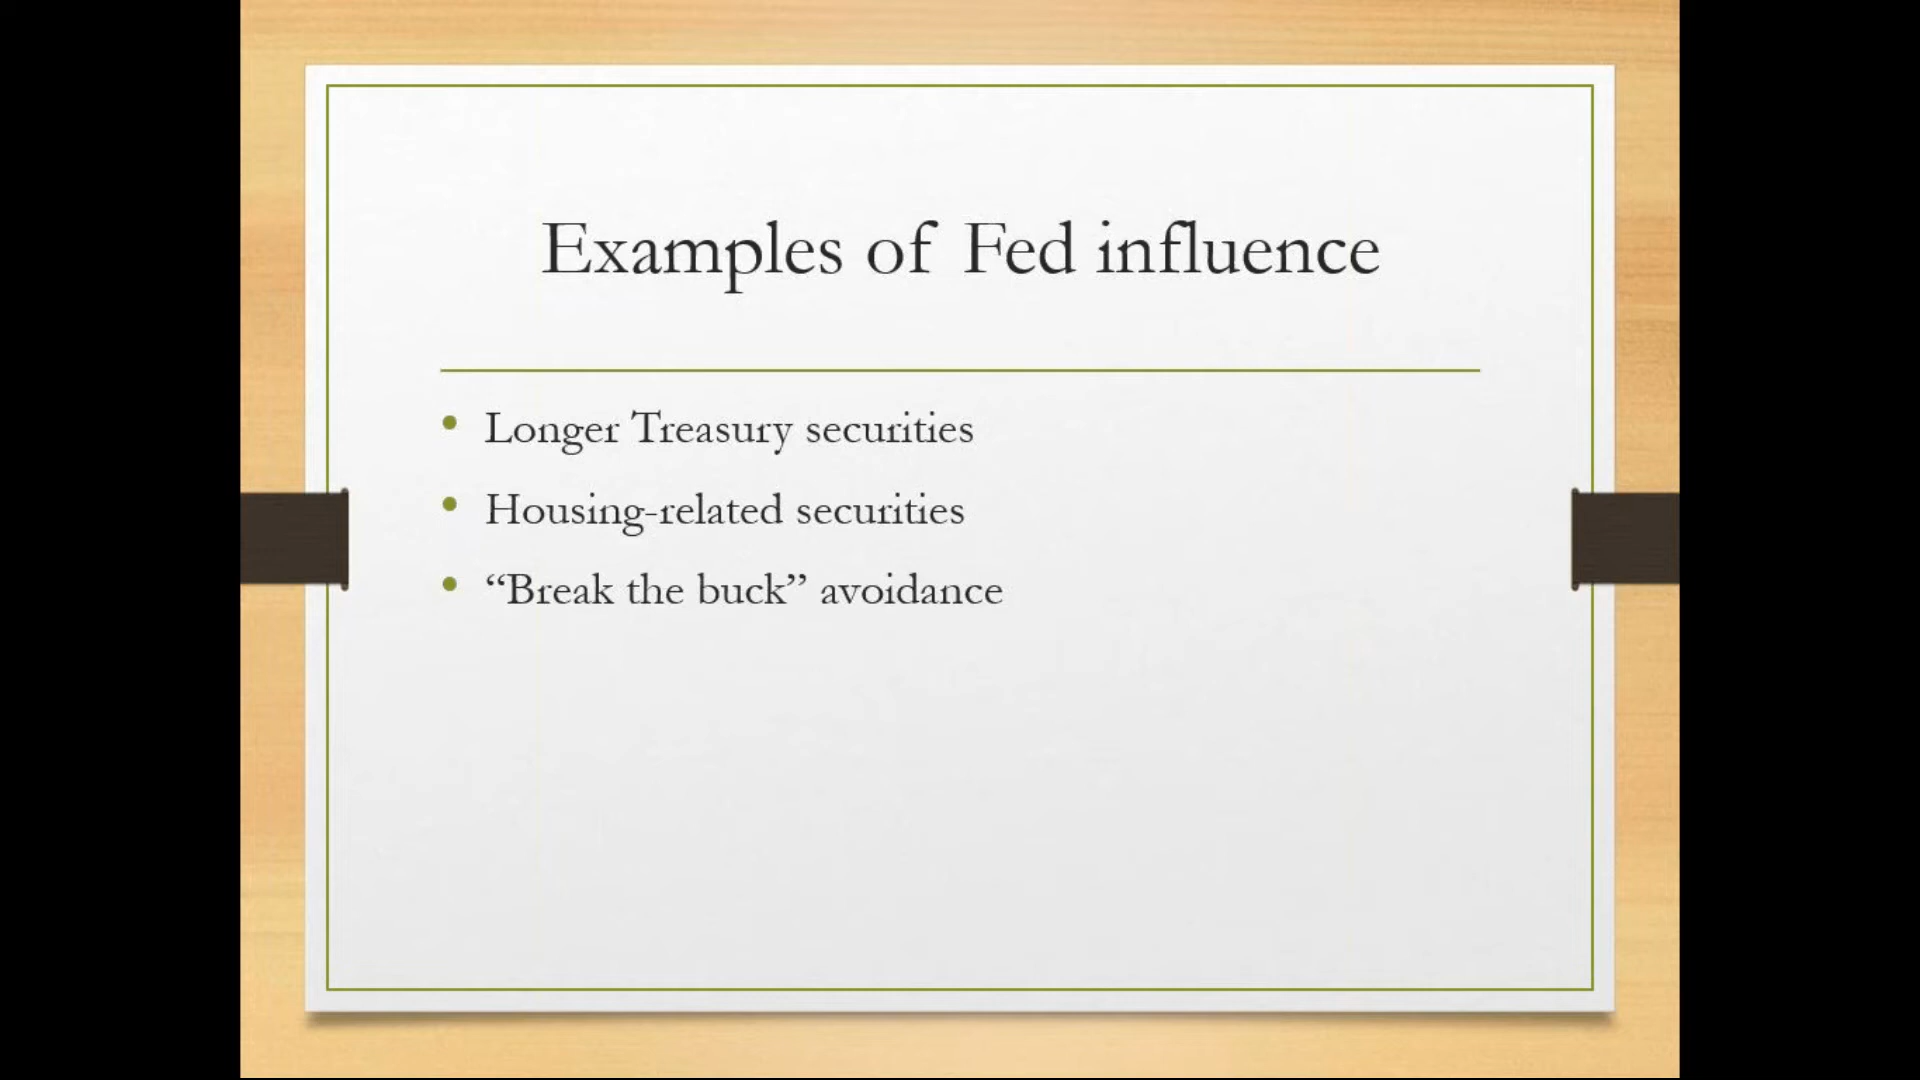 Examples of Fed influence
• Longer Treasury securities
• Housing-related securities
• “Break the buck” avoidance